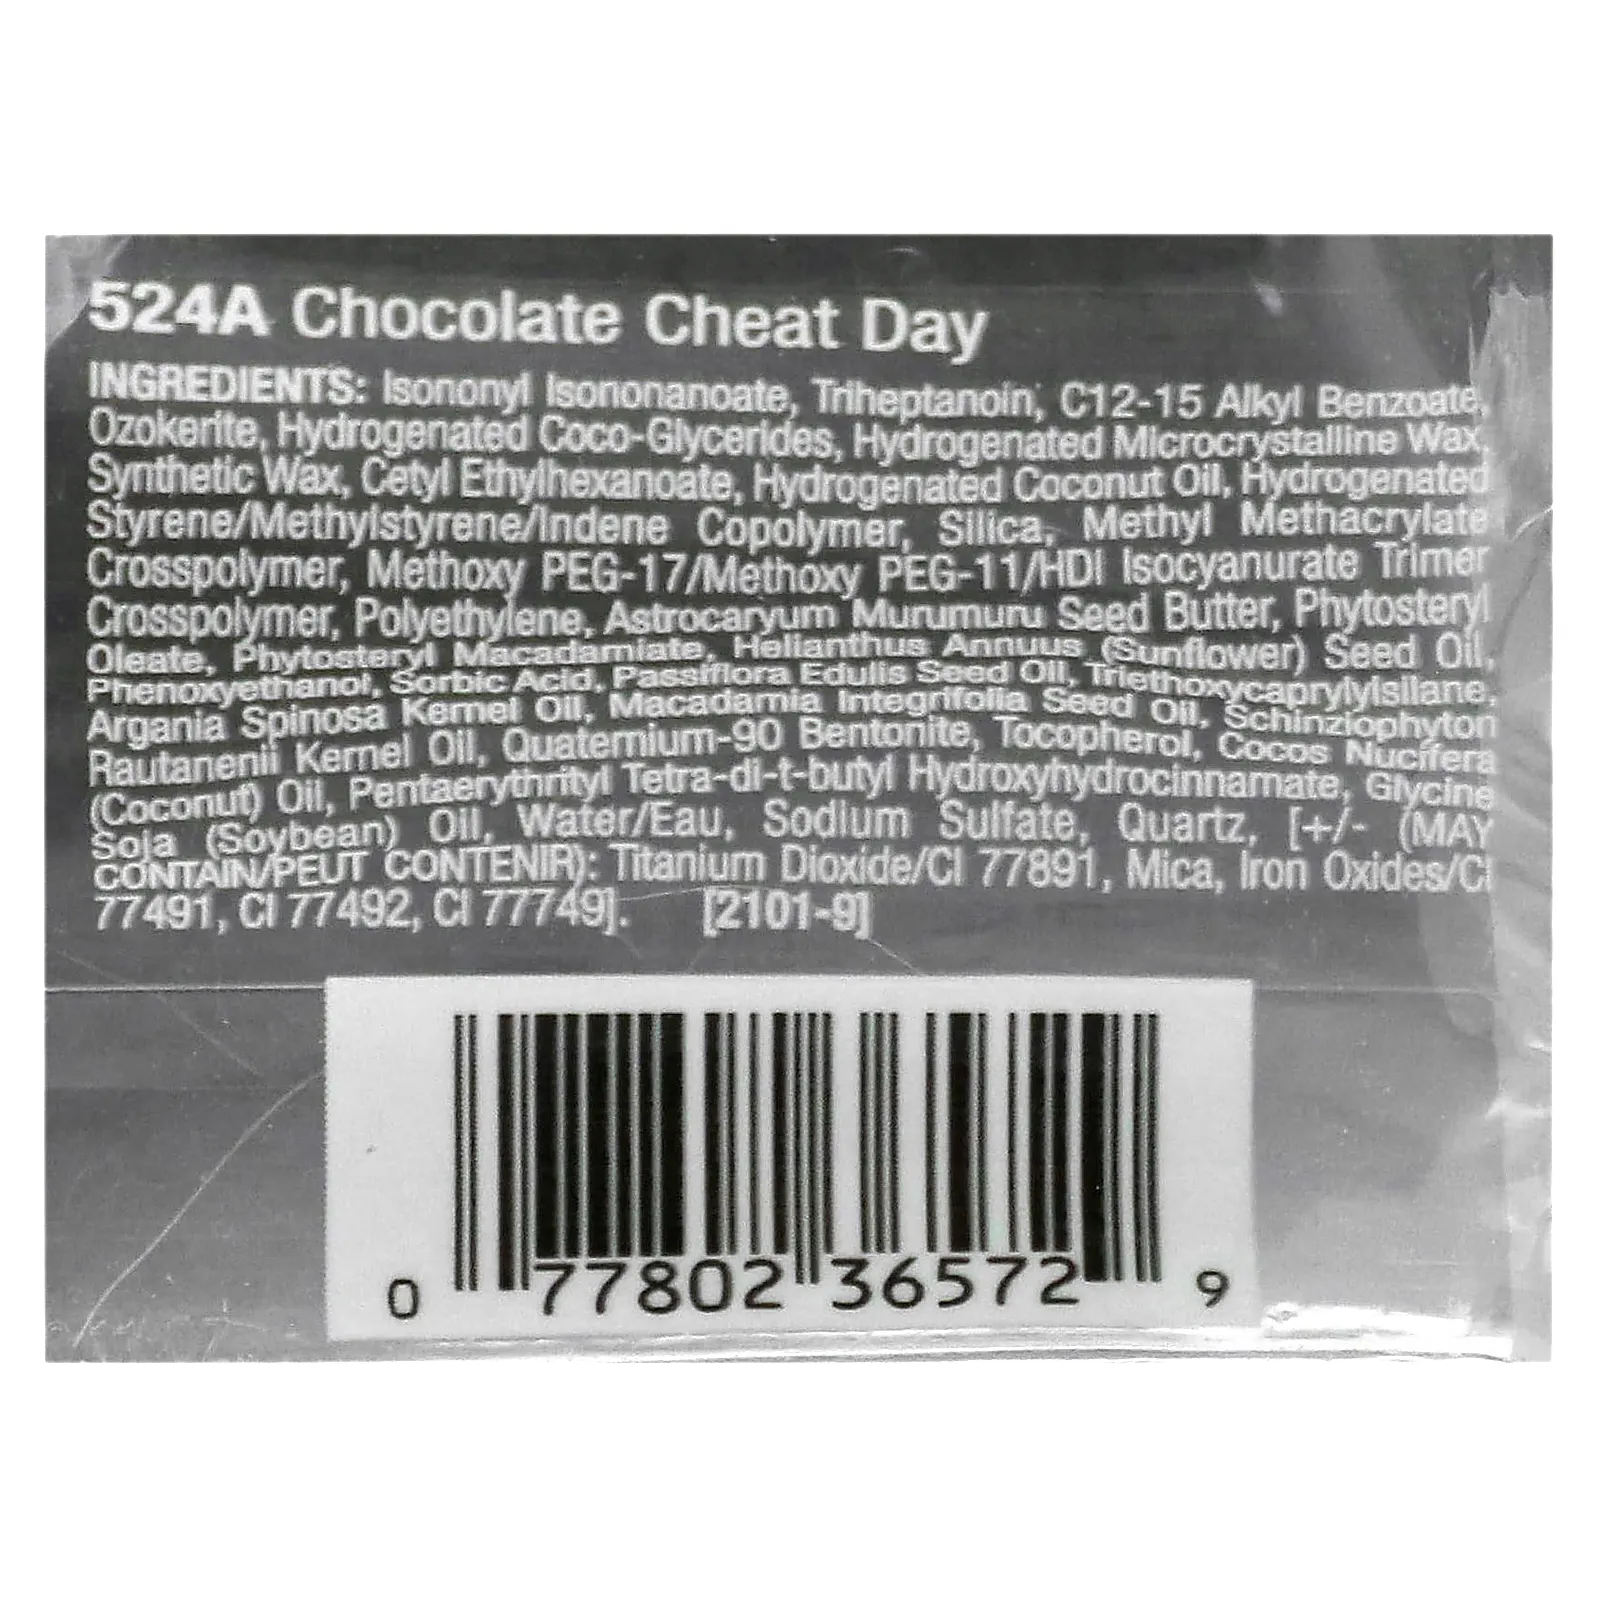 524A Chocolate Cheat Day
INGREDIENTS: Isononyl Isononanoate, Triheptanoin, C12-15 Alkyl Benzoate,
Ozokerite, Hydrogenated Coco-Glycerides, Hydrogenated Microcrystalline Wax,
Synthetic Wax, Cetyl Ethylhexanoate, Hydrogenated Coconut Oil, Hydrogenated
Styrene/Methylstyrene/Indene Copolymer, Silica, Methyl Methacrylate
Crosspolymer, Methoxy PEG-17/Methoxy PEG-11/HDI Isocyanurate Trimer
Crosspolymer, Polyethylene, Astrocaryum Murumuru Seed Butter, Phytosteryl
Oleate, Phytosteryl Macadamiate, Helianthus Annuus (Sunflower) Seed Oil,
Phenoxyethanol, Sorbic Acid, Passiflora Edulis Seed Oil, Triethoxycaprylylsilane,
Argania Spinosa Kernel Oil, Macadamia Integrifolia Seed Oil, Schinziophyton
Rautanenii Kernel Oil, Quaternium-90 Bentonite, Tocopherol, Cocos Nucifera
(Coconut) Oil, Pentaerythrityl Tetra-di-t-butyl Hydroxyhydrocinnamate, Glycine
Soja (Soybean) Oil, Water/Eau, Sodium Sulfate, Quartz, [+/- (MAY
CONTAIN/PEUT CONTENIR): Titanium Dioxide/CI 77891, Mica, Iron Oxides/CI
77491, CI 77492, CI 77749]. [2101-9]
0 77802 36572 9